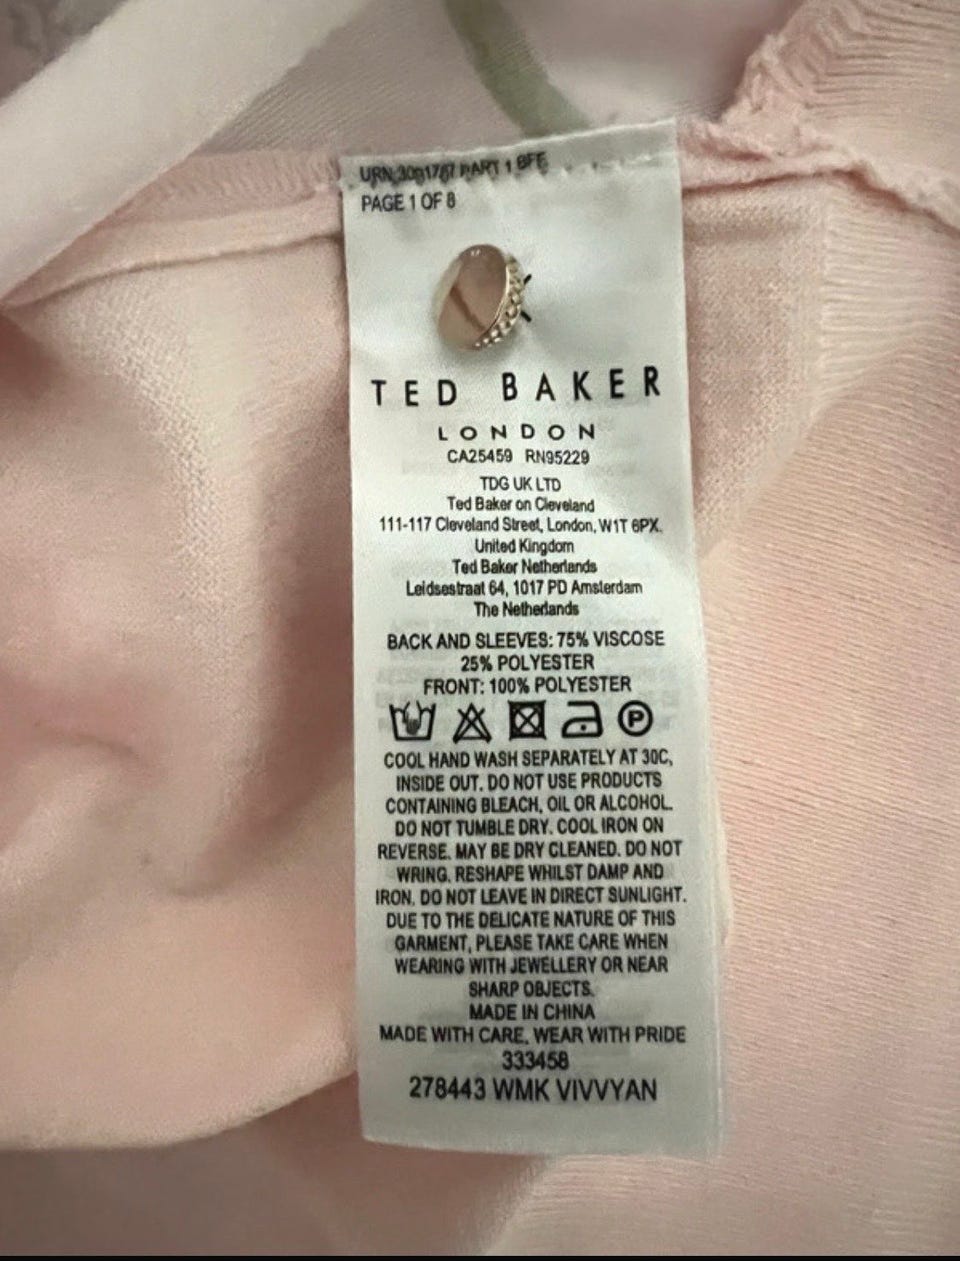 URN 3081787 PART 1 BFE
PAGE 1 OF 8
TED BAKER
LONDON
CA25459 RN95229
TDG UK LTD
Ted Baker on Cleveland
111-117 Cleveland Street, London, W1T 6PX.
United Kingdom
Ted Baker Netherlands
Leidsestraat 64, 1017 PD Amsterdam
The Netherlands
BACK AND SLEEVES: 75% VISCOSE
25% POLYESTER
FRONT: 100% POLYESTER
P
COOL HAND WASH SEPARATELY AT 30C,
INSIDE OUT. DO NOT USE PRODUCTS
CONTAINING BLEACH, OIL OR ALCOHOL.
DO NOT TUMBLE DRY. COOL IRON ON
REVERSE. MAY BE DRY CLEANED. DO NOT
WRING. RESHAPE WHILST DAMP AND
IRON. DO NOT LEAVE IN DIRECT SUNLIGHT.
DUE TO THE DELICATE NATURE OF THIS
GARMENT, PLEASE TAKE CARE WHEN
WEARING WITH JEWELLERY OR NEAR
SHARP OBJECTS.
MADE IN CHINA
MADE WITH CARE, WEAR WITH PRIDE
333458
278443 WMK VIVVYAN